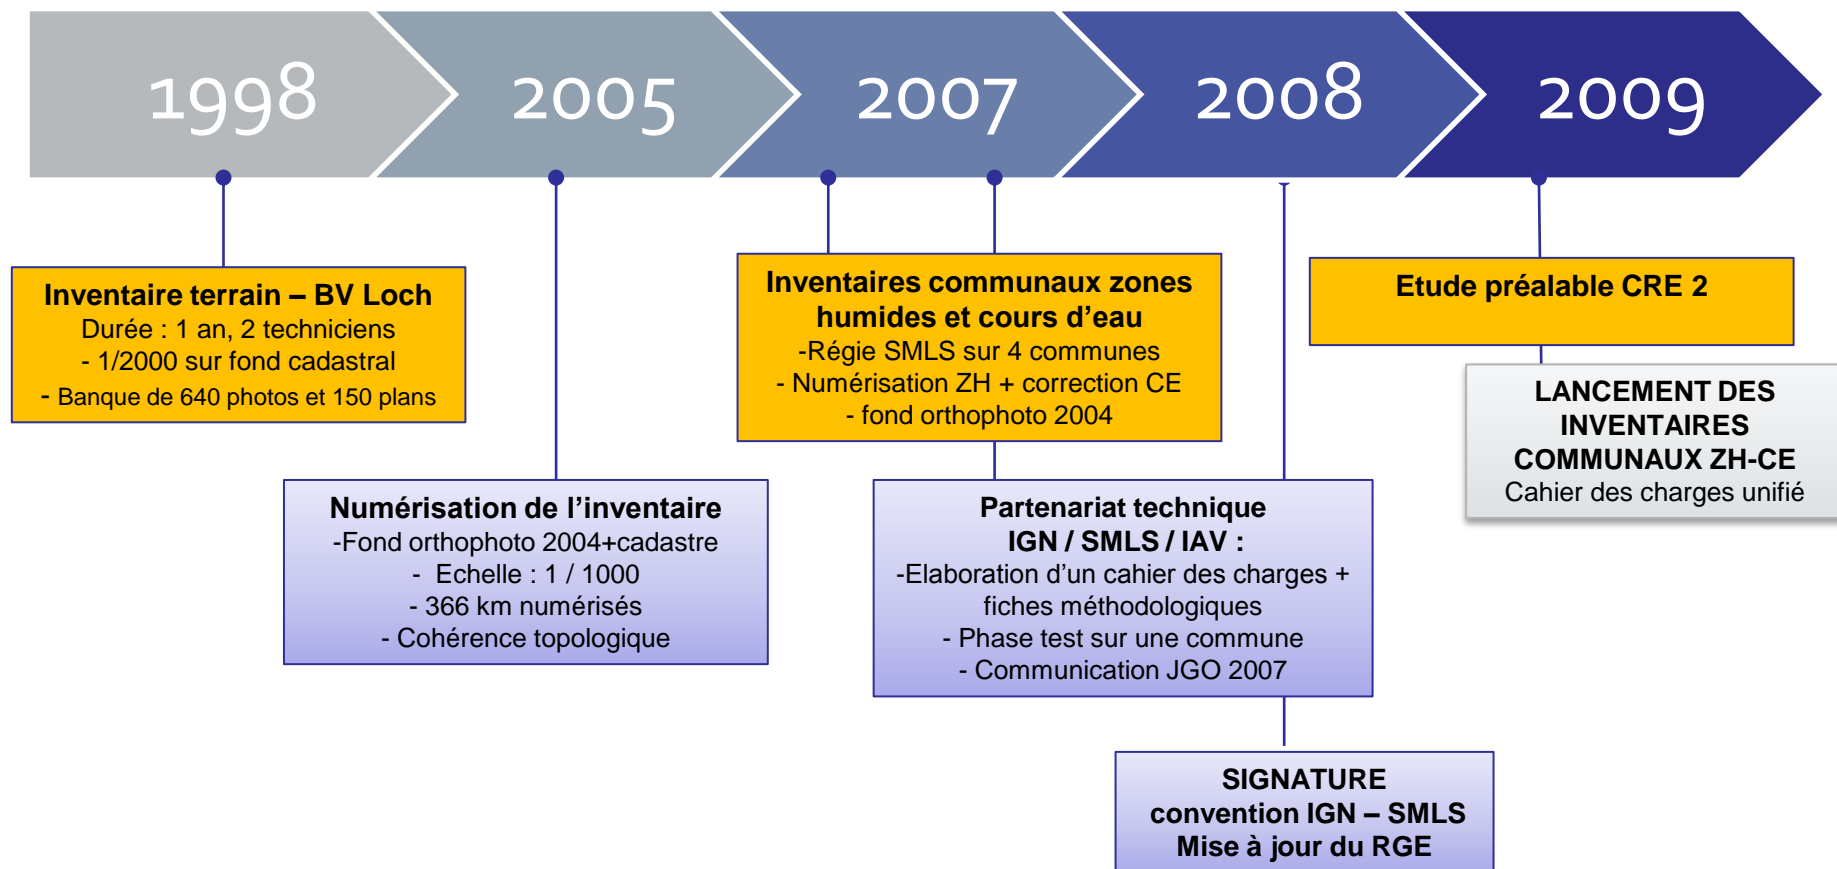 1998
2005
2007
2008
2009
Inventaire terrain – BV Loch
Durée : 1 an, 2 techniciens
- 1/2000 sur fond cadastral
- Banque de 640 photos et 150 plans
Numérisation de l’inventaire
-Fond orthophoto 2004+cadastre
- Echelle : 1 / 1000
- 366 km numérisés
- Cohérence topologique
Inventaires communaux zones
humides et cours d’eau
-Régie SMLS sur 4 communes
- Numérisation ZH + correction CE
- fond orthophoto 2004
Partenariat technique
IGN / SMLS / IAV :
-Elaboration d’un cahier des charges +
fiches méthodologiques
- Phase test sur une commune
- Communication JGO 2007
SIGNATURE
convention IGN – SMLS
Mise à jour du RGE
Etude préalable CRE 2
LANCEMENT DES
INVENTAIRES
COMMUNAUX ZH-CE
Cahier des charges unifié